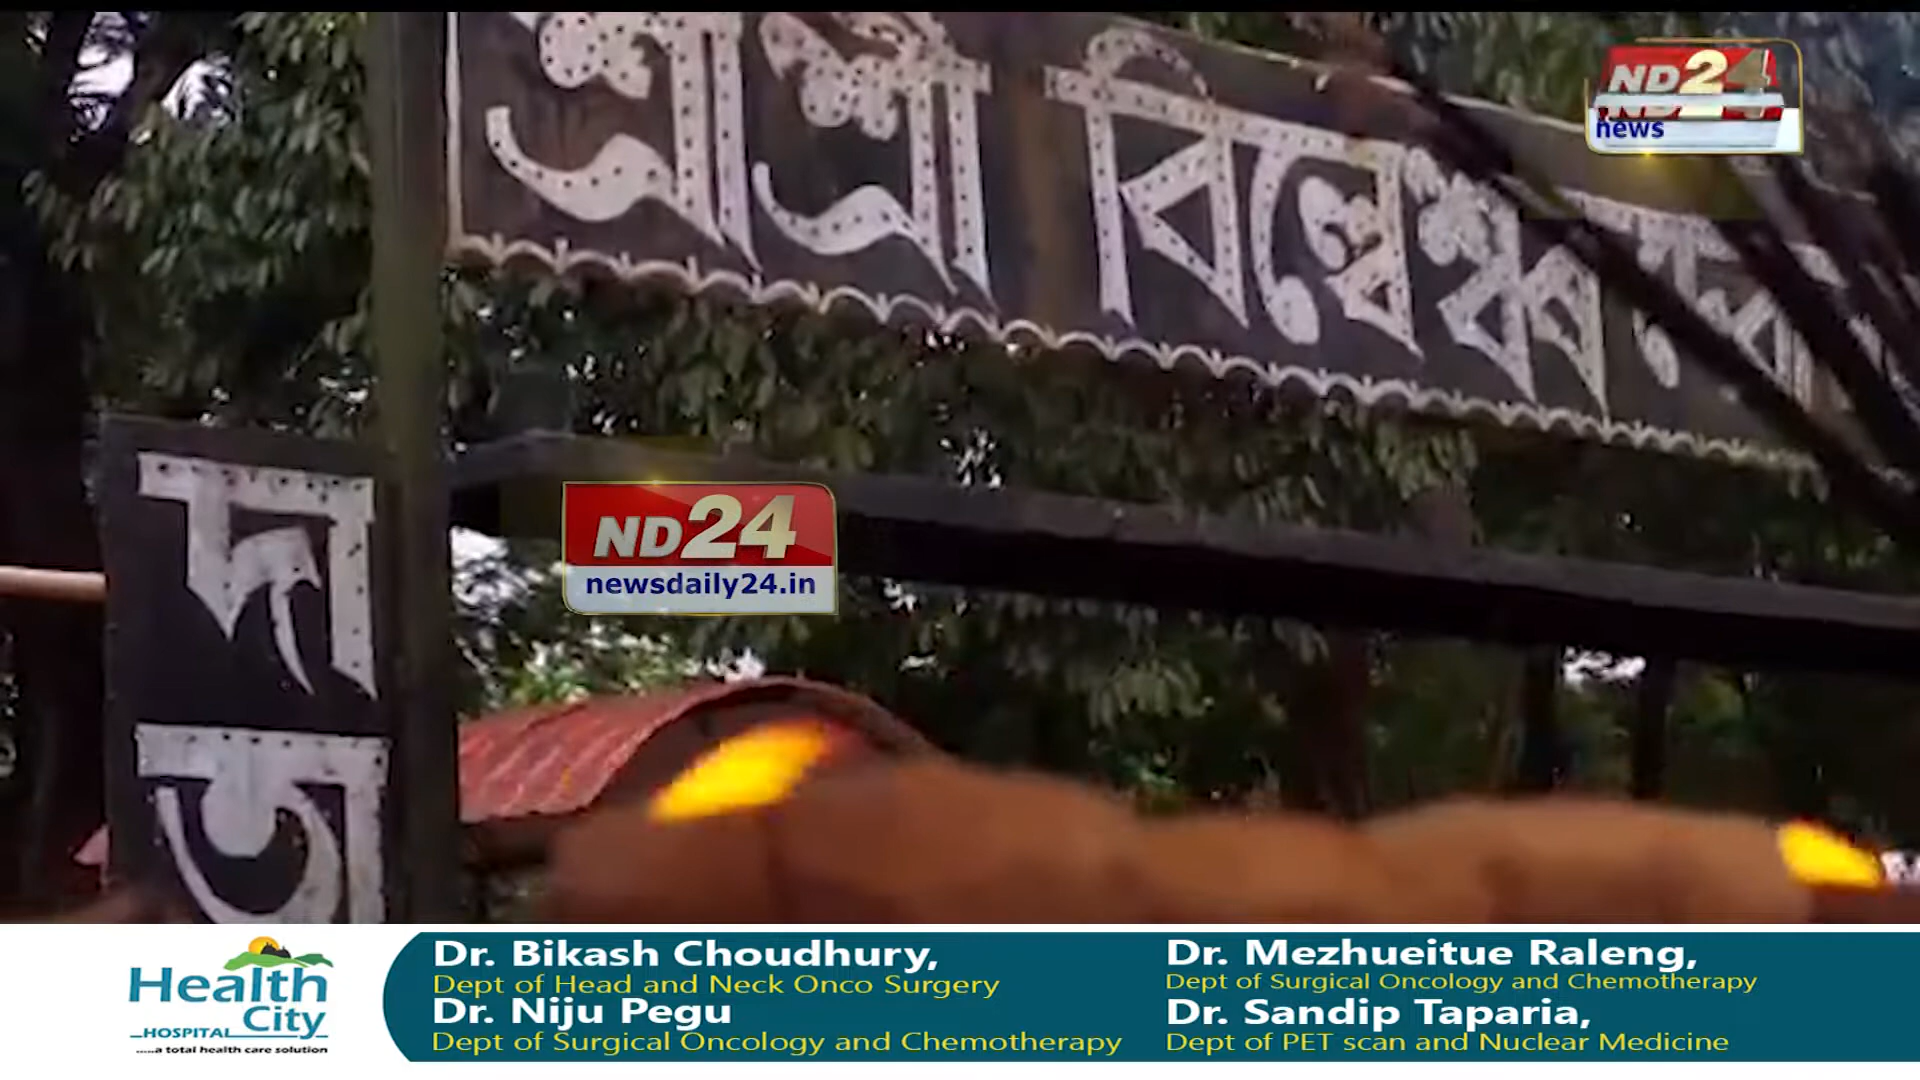 শ্রীশ্রী বিল্বেশ্বর
ND24
news
দ
ND24
newsdaily24.in
Health
City
HOSPITAL
.....a total health care solution
Dr. Bikash Choudhury,
Dept of Head and Neck Onco Surgery
Dr. Niju Pegu
Dept of Surgical Oncology and Chemotherapy
Dr. Mezhueitue Raleng,
Dept of Surgical Oncology and Chemotherapy
Dr. Sandip Taparia,
Dept of PET scan and Nuclear Medicine